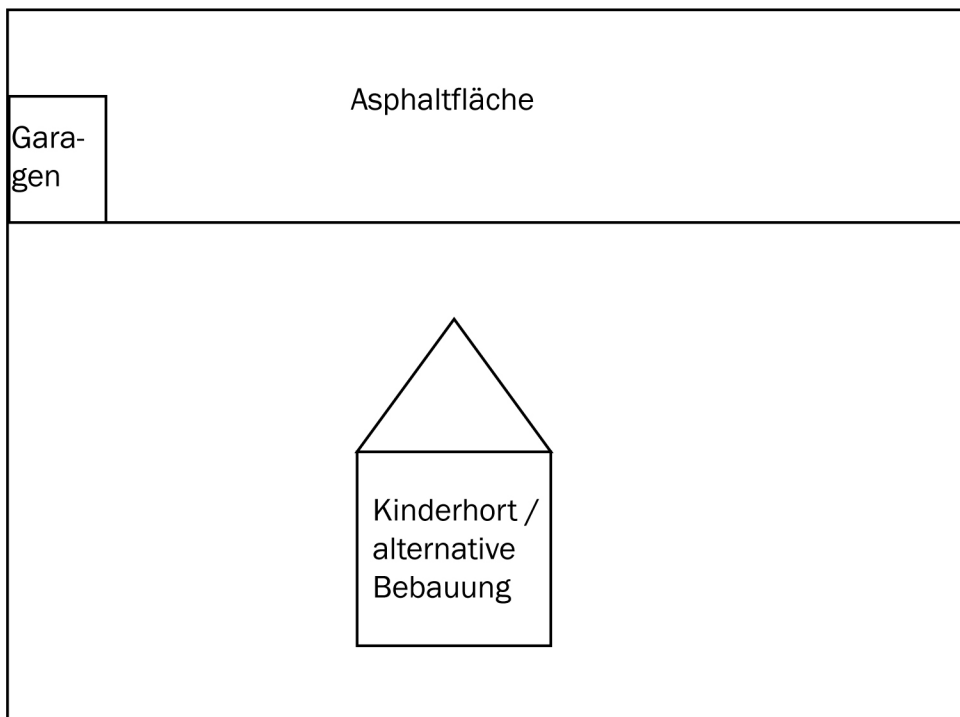 Asphaltfläche
Gara-
gen
Kinderhort /
alternative
Bebauung